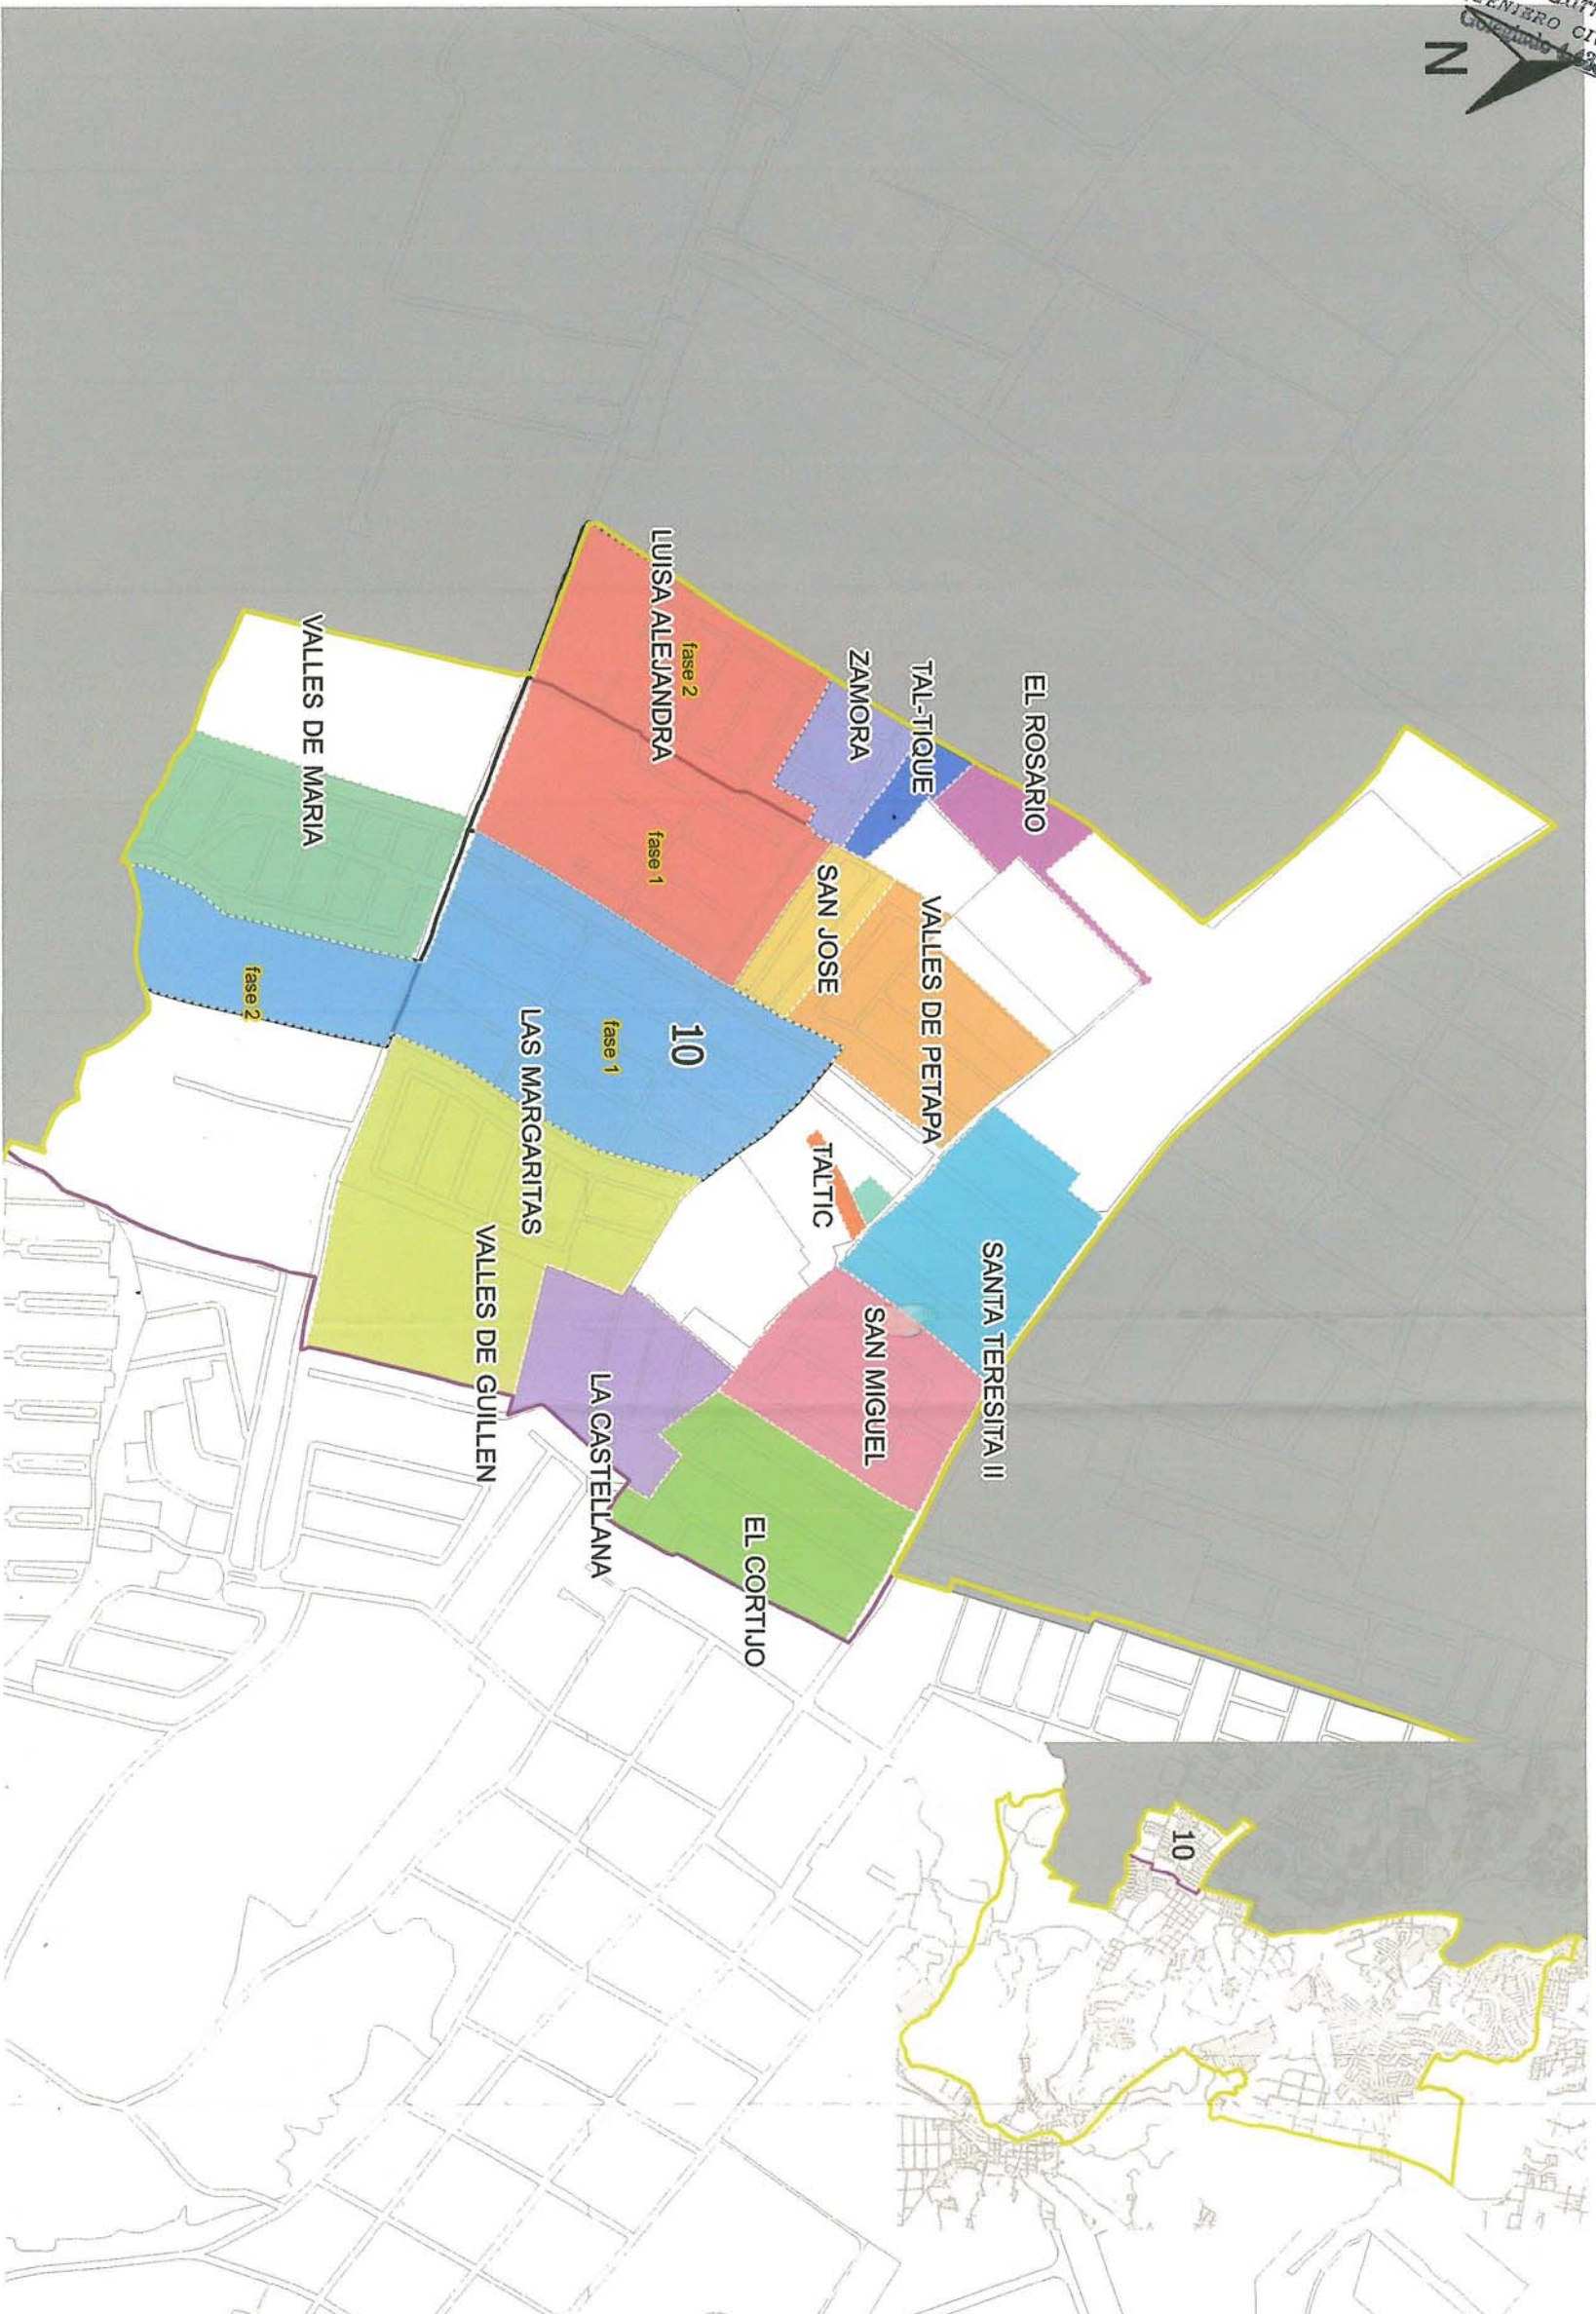 Colegiado
N
10
EL ROSARIO
SANTA TERESITA II
TAL-TIQUE
VALLES DE PETAPA
ZAMORA
SAN MIGUEL
SAN JOSE
TALTIC
EL CORTIJO
fase 2
10
LUISA ALEJANDRA
fase 1
fase 1
LA CASTELLANA
LAS MARGARITAS
VALLES DE GUILLEN
VALLES DE MARIA
fase 2